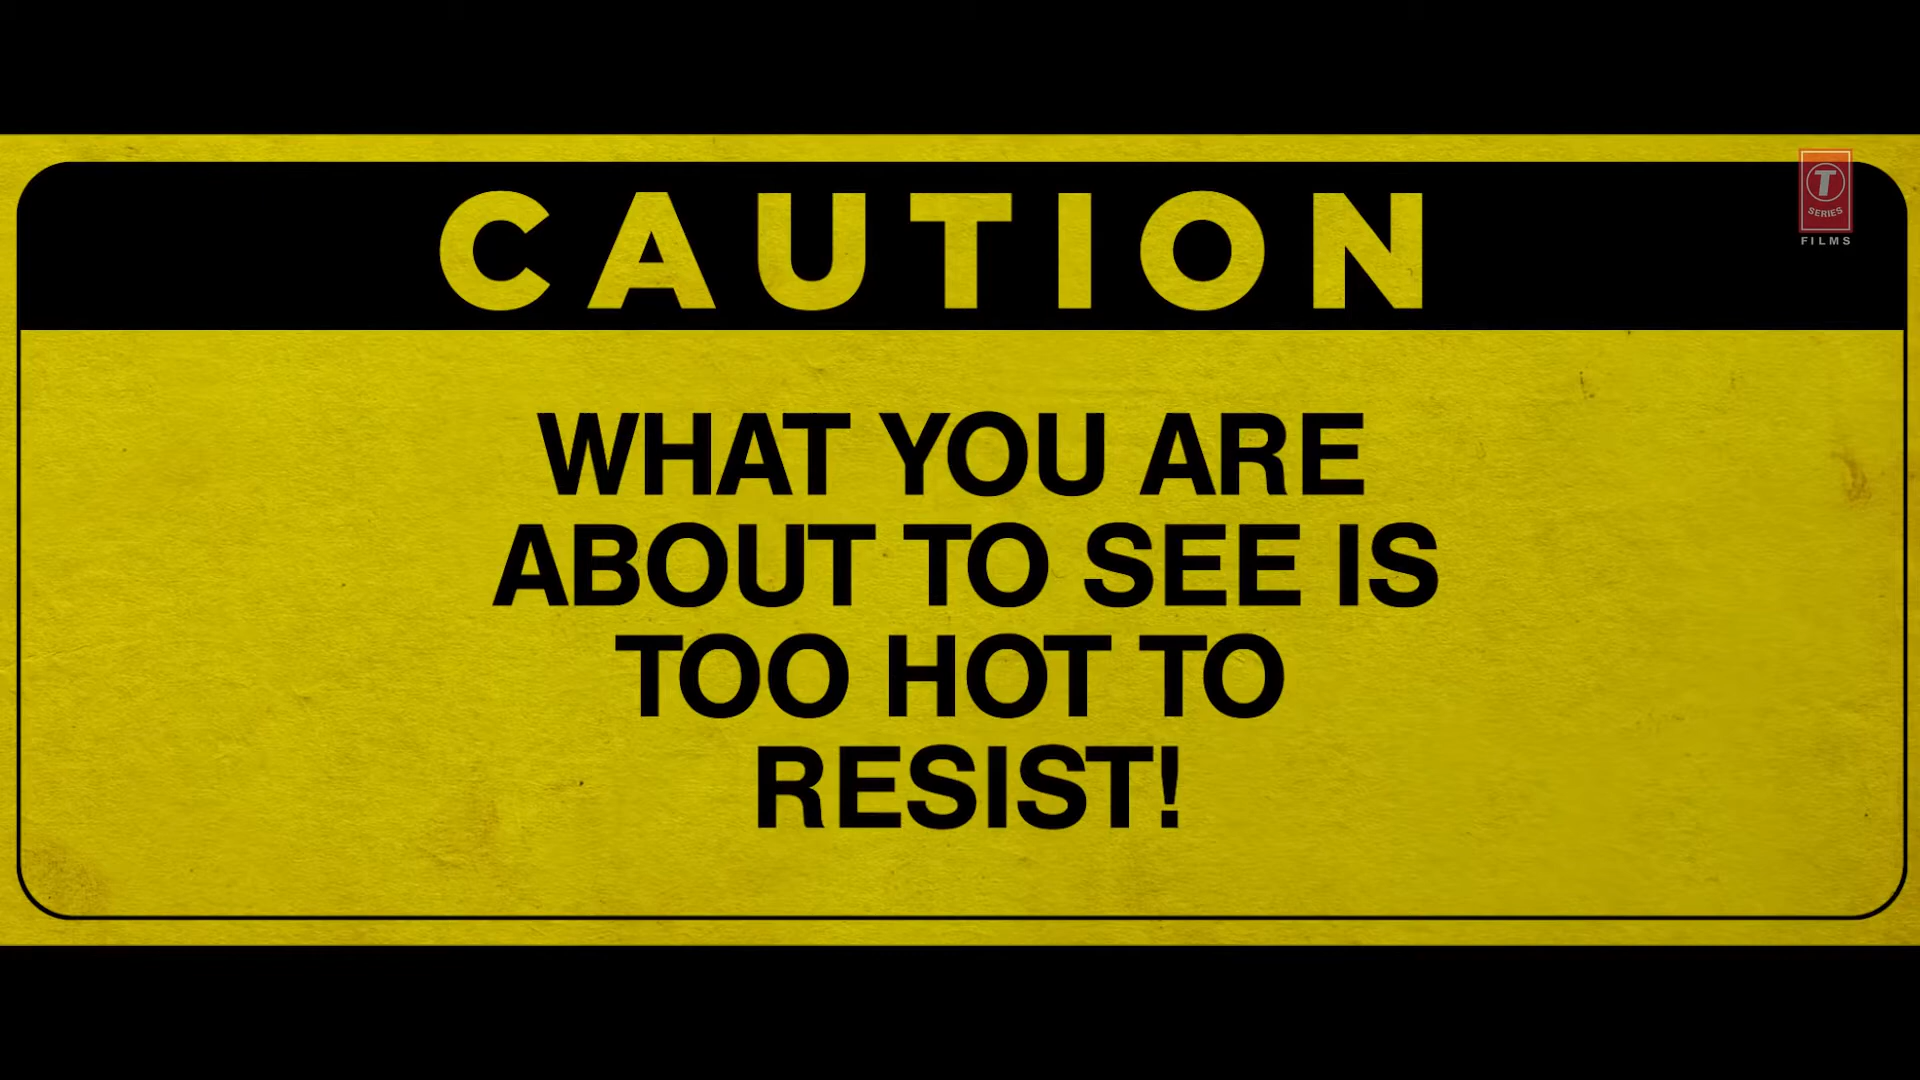 CAUTION
T
SERIES
FILMS
WHAT YOU ARE
ABOUT TO SEE IS
TOO HOT TO
RESIST!